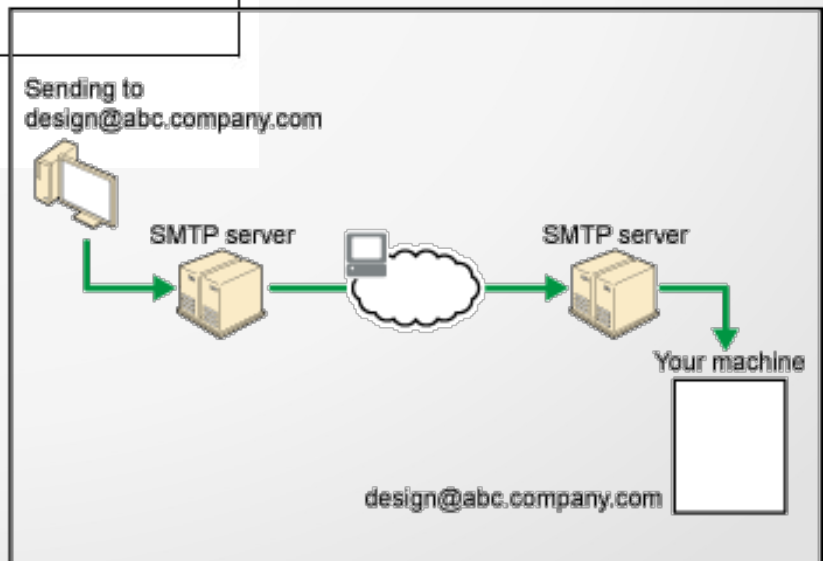 Sending to
design@abc.company.com
SMTP server
SMTP server
Your machine
design@abc.company.com